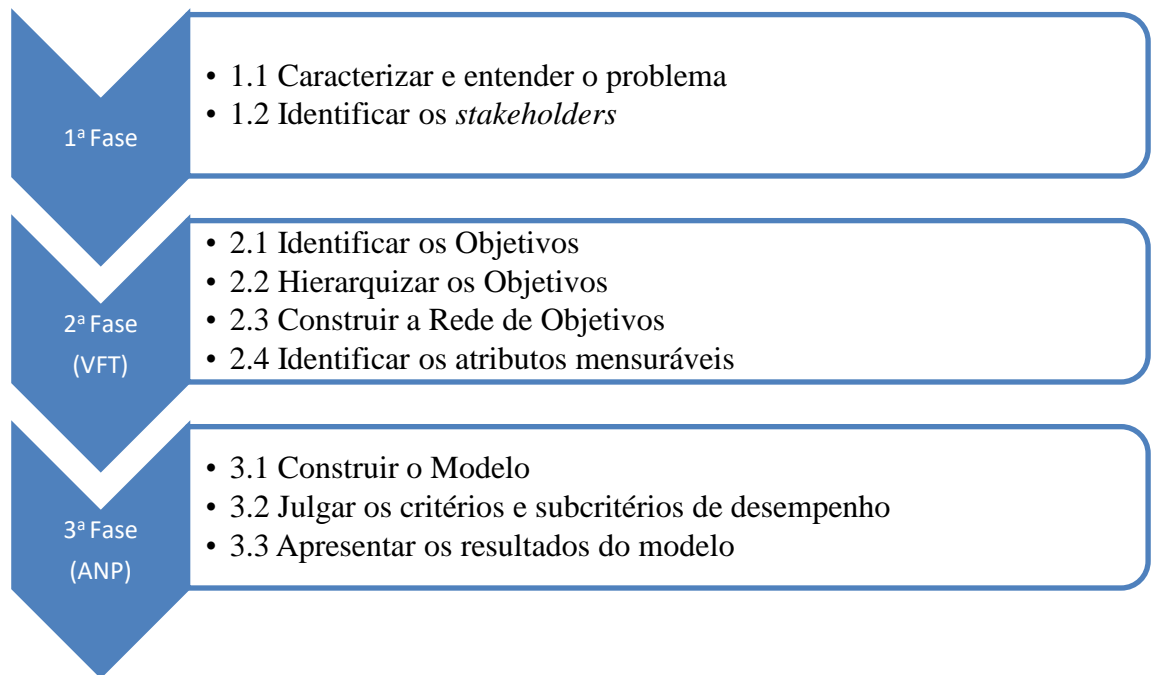 1ª Fase
• 1.1 Caracterizar e entender o problema
• 1.2 Identificar os stakeholders
2ª Fase
(VFT)
• 2.1 Identificar os Objetivos
• 2.2 Hierarquizar os Objetivos
• 2.3 Construir a Rede de Objetivos
• 2.4 Identificar os atributos mensuráveis
3ª Fase
(ANP)
• 3.1 Construir o Modelo
• 3.2 Julgar os critérios e subcritérios de desempenho
• 3.3 Apresentar os resultados do modelo